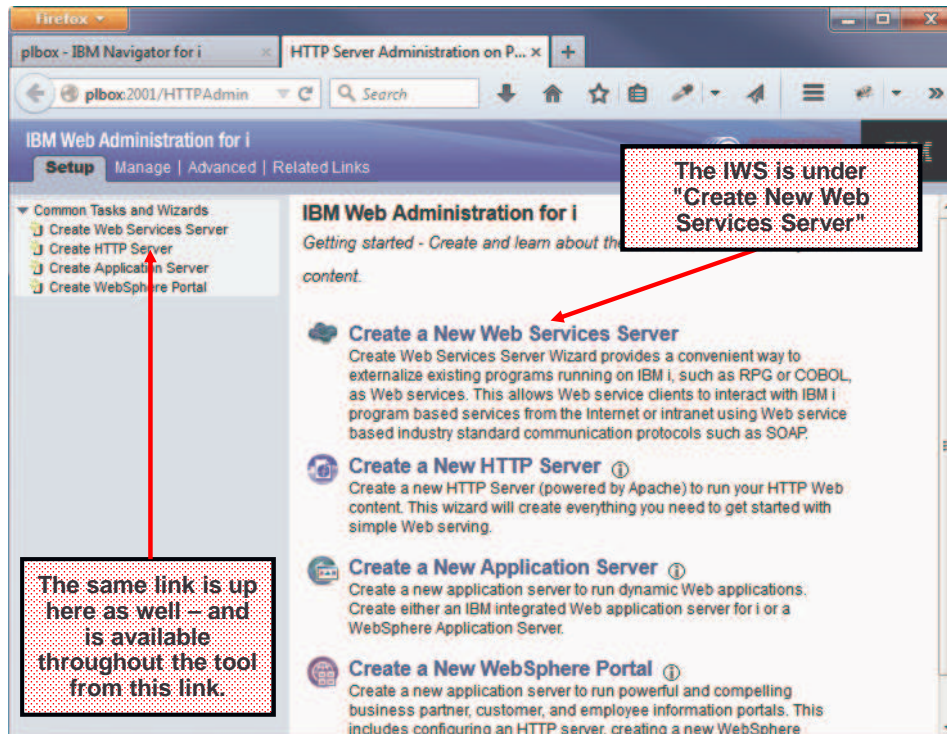 Firefox
plbox - IBM Navigator for i
HTTP Server Administration on P...
plbox:2001/HTTPAdmin
Search
IBM Web Administration for i
Setup Manage | Advanced | Related Links
Common Tasks and Wizards
Create Web Services Server
Create HTTP Server
Create Application Server
Create WebSphere Portal
The IWS is under
"Create New Web
Services Server"
IBM Web Administration for i
Getting started - Create and learn about the
content.
Create a New Web Services Server
Create Web Services Server Wizard provides a convenient way to
externalize existing programs running on IBM i, such as RPG or COBOL,
as Web services. This allows Web service clients to interact with IBM i
program based services from the Internet or intranet using Web service
based industry standard communication protocols such as SOAP.
Create a New HTTP Server
Create a new HTTP Server (powered by Apache) to run your HTTP Web
content. This wizard will create everything you need to get started with
simple Web serving.
Create a New Application Server
Create a new application server to run dynamic Web applications.
Create either an IBM integrated Web application server for i or a
WebSphere Application Server.
Create a New WebSphere Portal
Create a new application server to run powerful and compelling
business partner, customer, and employee information portals. This
includes configuring an HTTP server, creating a new WebSphere
The same link is up
here as well – and
is available
throughout the tool
from this link.